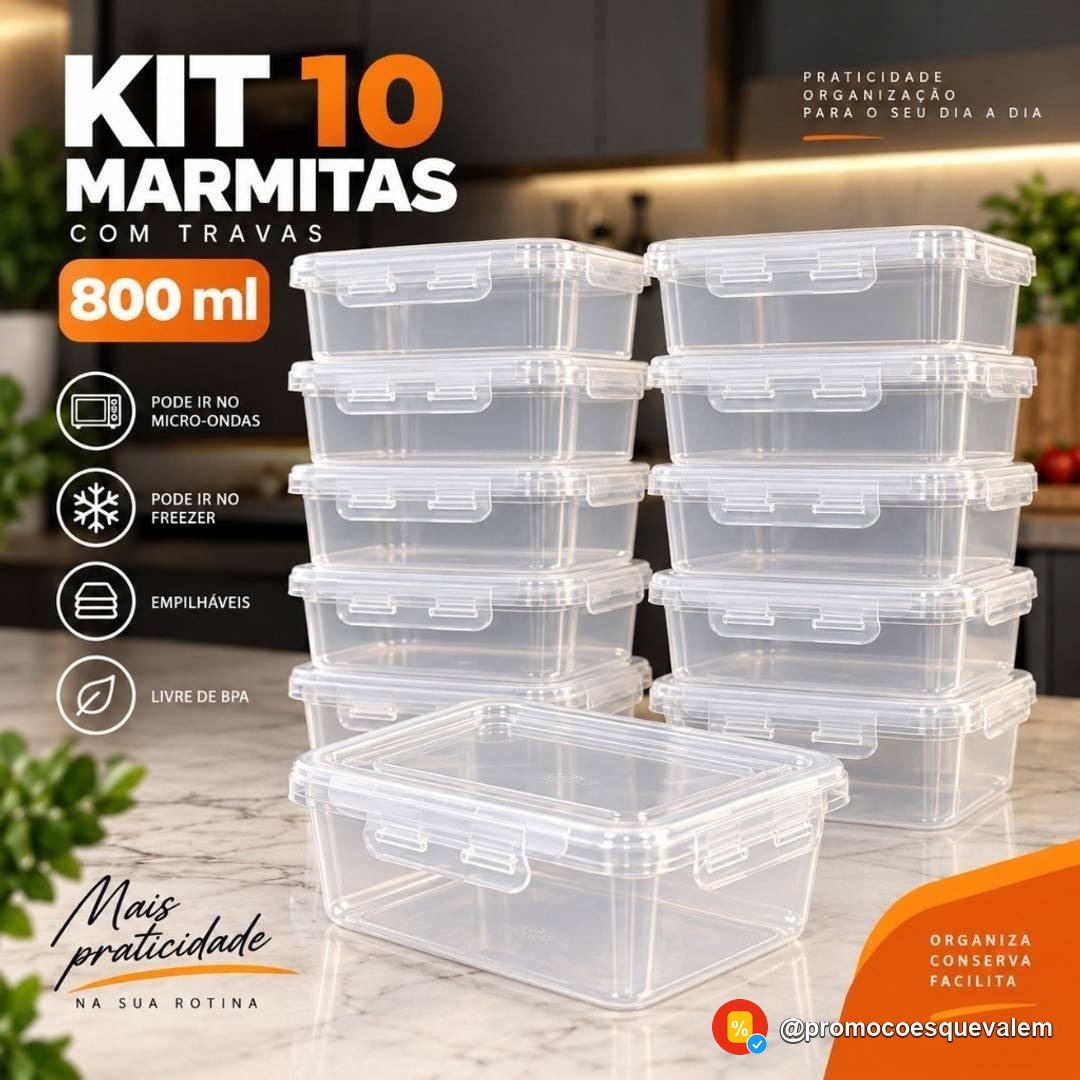 KIT 10
MARMITAS
COM TRAVAS
800 ml
PODE IR NO
MICRO-ONDAS
PODE IR NO
FREEZER
EMPILHÁVEIS
LIVRE DE BPA
PRATICIDADE
ORGANIZAÇÃO
PARA O SEU DIA A DIA
Mais
praticidade
NA SUA ROTINA
ORGANIZA
CONSERVA
FACILITA
%
@promocoesquevalem